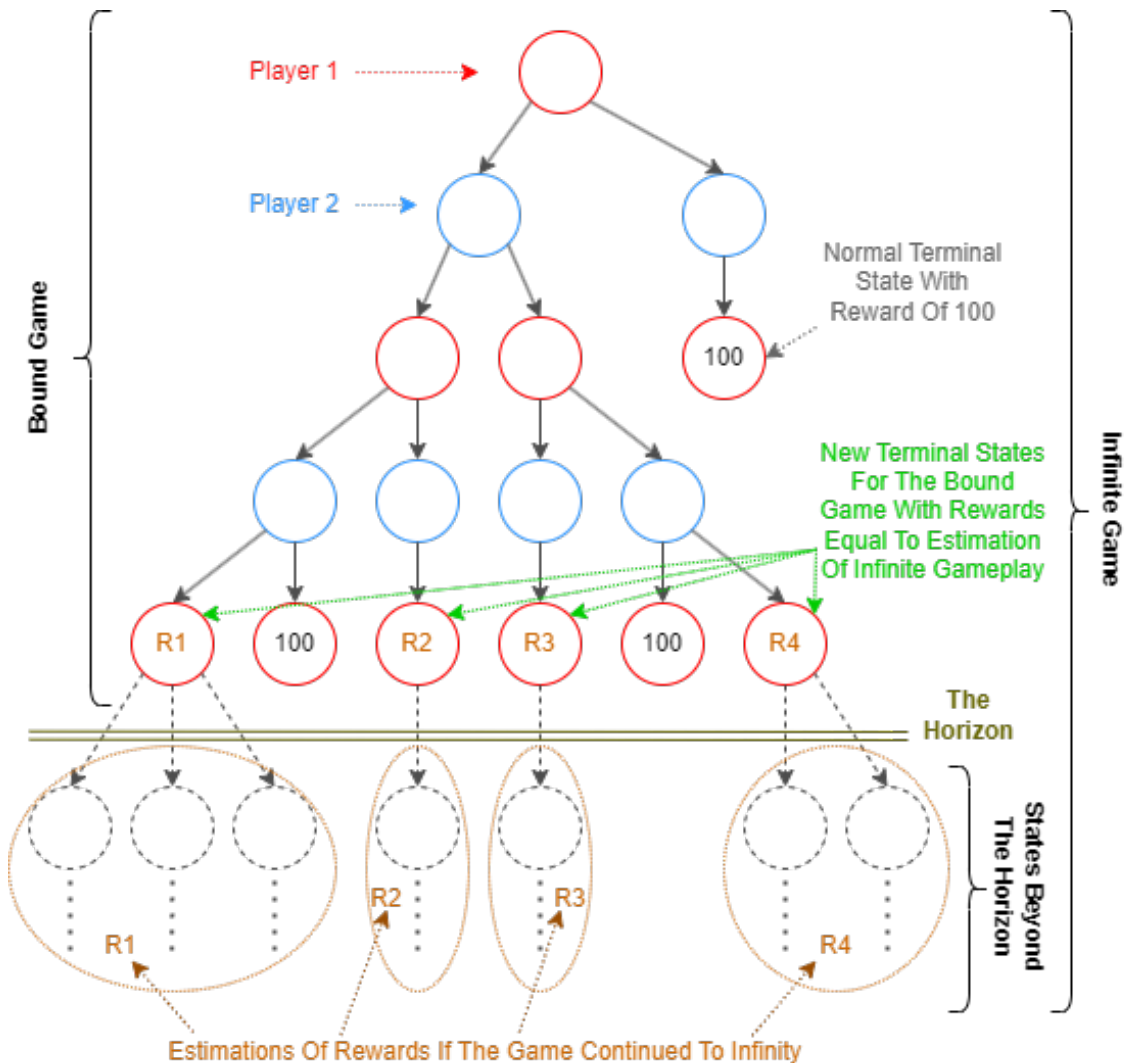 Player 1
Player 2
Normal Terminal
State With
Reward Of 100
100
Bound Game
Infinite Game
New Terminal States
For The Bound
Game With Rewards
Equal To Estimation
Of Infinite Gameplay
R1
100
R2
R3
100
R4
The
Horizon
States Beyond
The Horizon
R2
R3
R1
R4
Estimations Of Rewards If The Game Continued To Infinity